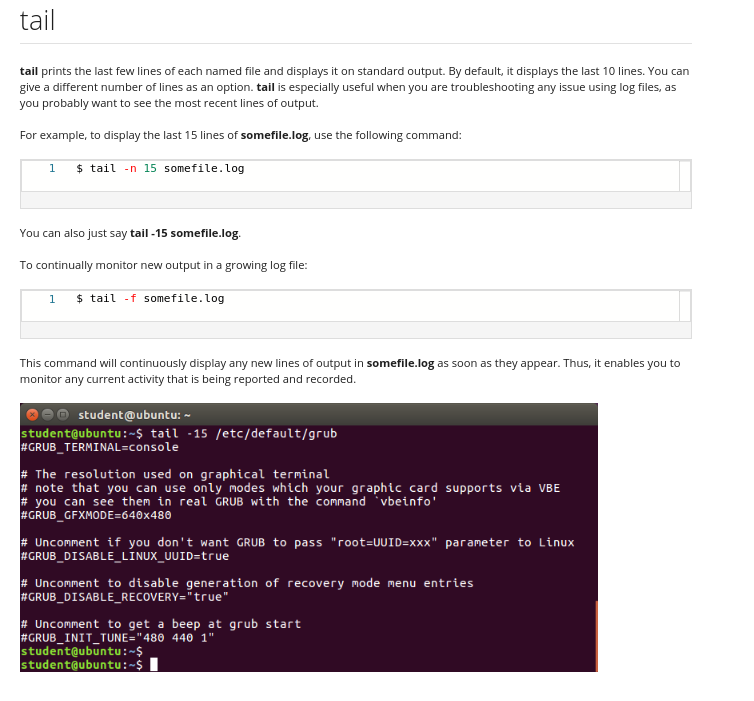 tail
tail prints the last few lines of each named file and displays it on standard output. By default, it displays the last 10 lines. You can
give a different number of lines as an option. tail is especially useful when you are troubleshooting any issue using log files, as
you probably want to see the most recent lines of output.
For example, to display the last 15 lines of somefile.log, use the following command:
1 $ tail -n 15 somefile.log
You can also just say tail -15 somefile.log.
To continually monitor new output in a growing log file:
1 $ tail -f somefile.log
This command will continuously display any new lines of output in somefile.log as soon as they appear. Thus, it enables you to
monitor any current activity that is being reported and recorded.
student@ubuntu: ~
student@ubuntu:~$ tail -15 /etc/default/grub
#GRUB_TERMINAL=console
# The resolution used on graphical terminal
# note that you can use only modes which your graphic card supports via VBE
# you can see them in real GRUB with the command `vbeinfo'
#GRUB_GFXMODE=640x480
# Uncomment if you don't want GRUB to pass "root=UUID=xxx" parameter to Linux
#GRUB_DISABLE_LINUX_UUID=true
# Uncomment to disable generation of recovery mode menu entries
#GRUB_DISABLE_RECOVERY="true"
# Uncomment to get a beep at grub start
#GRUB_INIT_TUNE="480 440 1"
student@ubuntu:~$
student@ubuntu:~$